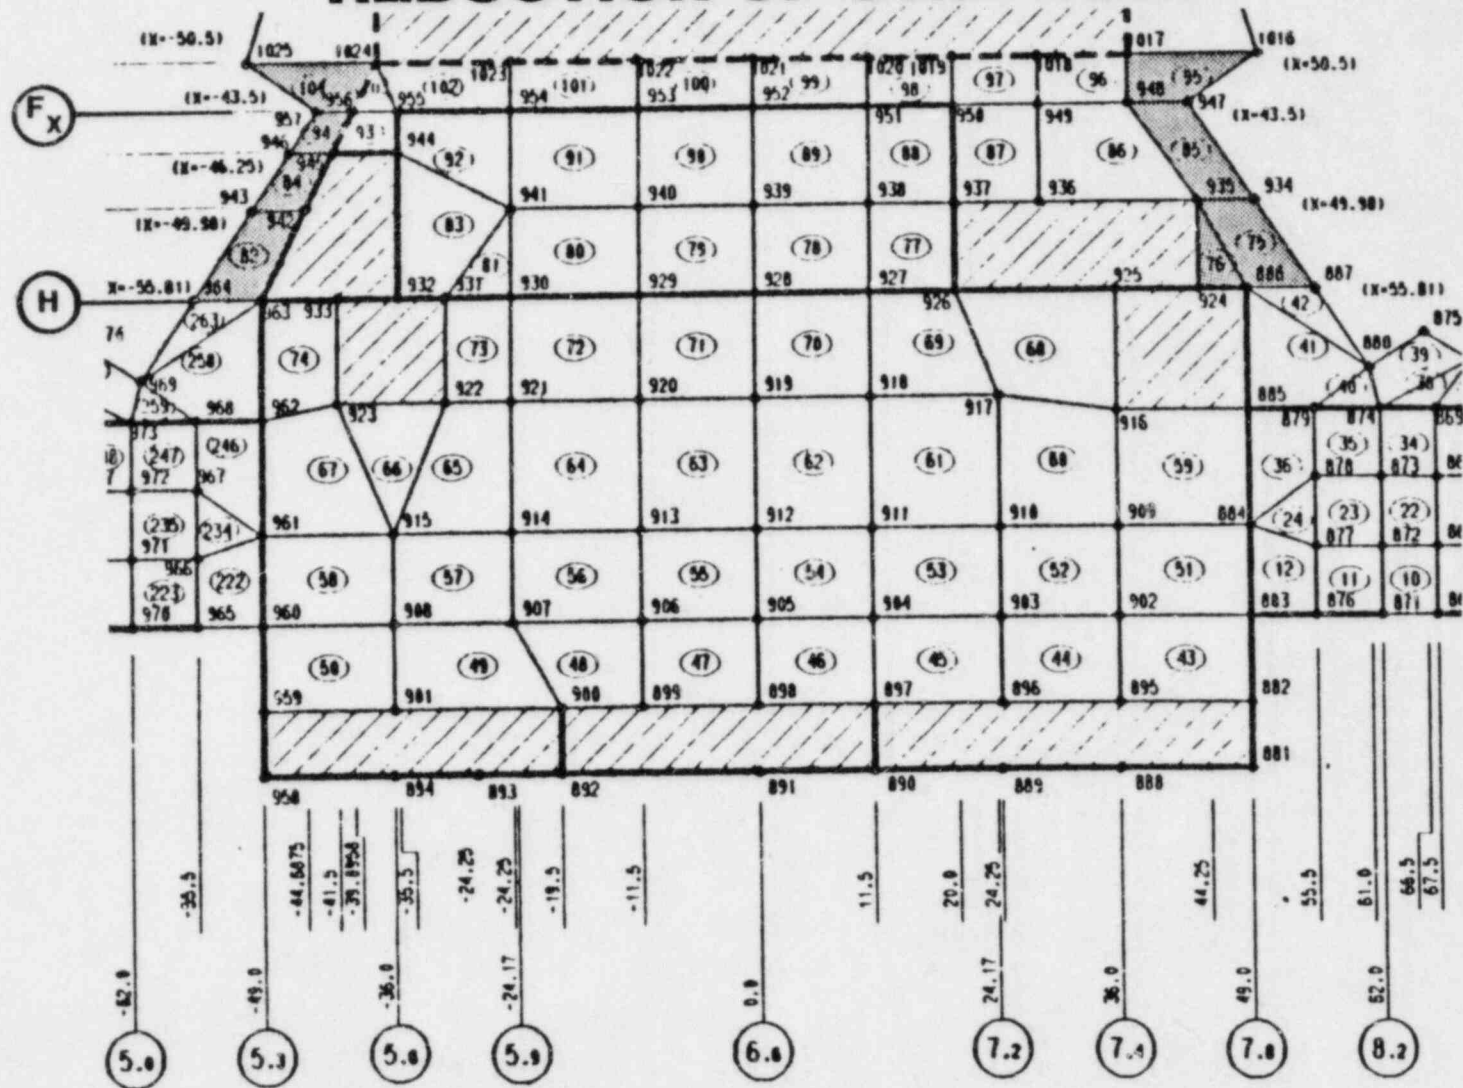 (X=-50.5) 1025 1024 1017 1016
1023 1022 1021 1020 1019 1018 (X=50.5)
(102) (101) (100) (99) 98 (97) 96 (95)
Fx (X=-43.5) 957 956 955 954 953 952 951 950 949 948 947 (X=43.5)
946 94 93 944 (92) (91) (90) (89) (88) (87) (86) (85)
(X=-46.25) 84
943 942 941 940 939 938 937 936 935 934
(X=-49.98) (X=49.98)
(83) 81 (80) (79) (78) (77) 76 (75)
(82)
H X=-55.81) 964 963 933 932 931 930 929 928 927 926 925 924 886 887 (X=55.81)
(263) (42) 875
74 (258) (74) (73) (72) (71) (70) (69) (68) (41) 880 (39)
969 (40)
(259) 968 962 923 922 921 920 919 918 917 916 885 879 874 869
973 (247) (246) (67) (66) (65) (64) (63) (62) (61) (60) (59) 36 (35) (34)
972 967 878 873
(235) (234) 961 915 914 913 912 911 910 909 884 (24) (23) (22)
971 966 877 872
(223) (222) (58) (57) (56) (55) (54) (53) (52) (51) (12) (11) (10)
970 965 960 908 907 906 905 904 903 902 883 876 871
(50) (49) (48) (47) (46) (45) (44) (43)
959 901 900 899 898 897 896 895 882
958 894 893 892 891 890 889 888 881
-55.5 -44.6875 -41.5 -39.8958 -35.5 -24.25 -24.25 -19.5 -11.5 11.5 20.0 24.25 44.25 55.5 61.0 66.5 67.5
-62.0 -49.0 -36.0 -24.17 0.0 24.17 36.0 49.0 62.0
5.0 5.3 5.6 5.9 6.6 7.2 7.4 7.8 8.2